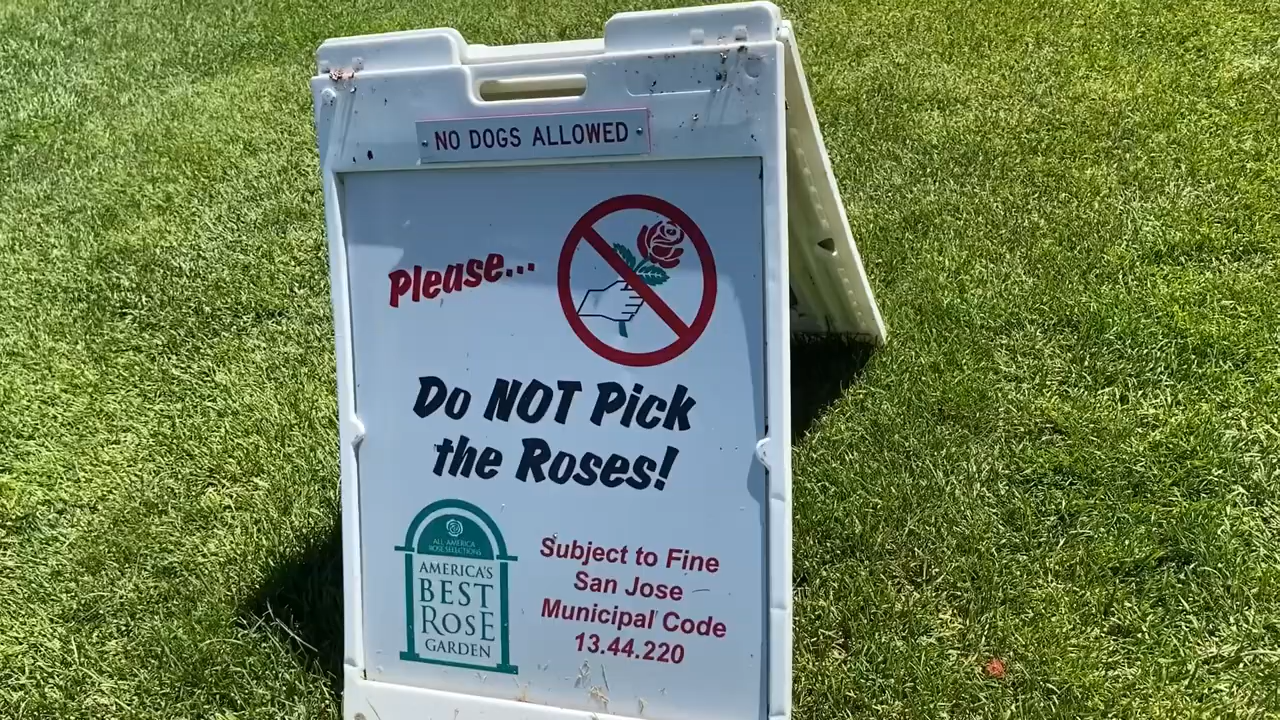 NO DOGS ALLOWED
Please...
Do NOT Pick
the Roses!
ALL AMERICA
ROSE SELECTIONS
AMERICA'S
BEST
ROSE
GARDEN
Subject to Fine
San Jose
Municipal Code
13.44.220